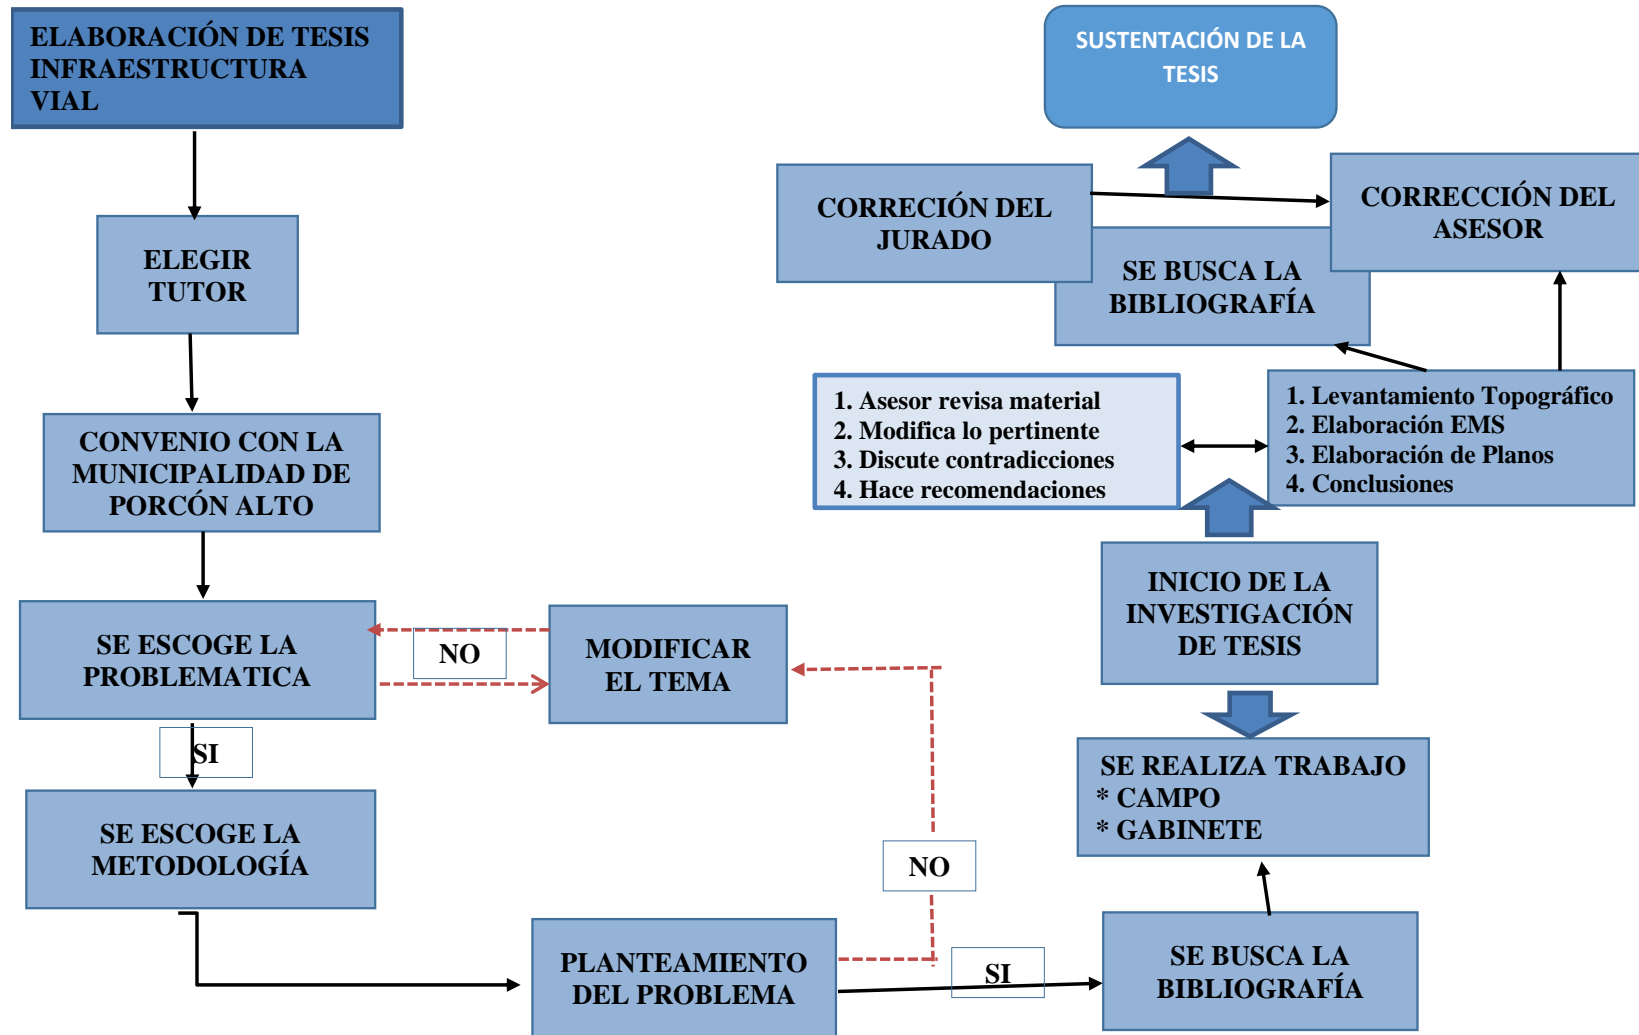 ELABORACIÓN DE TESIS
INFRAESTRUCTURA
VIAL
ELEGIR
TUTOR
CONVENIO CON LA
MUNICIPALIDAD DE
PORCÓN ALTO
SE ESCOGE LA
PROBLEMATICA
NO
MODIFICAR
EL TEMA
SI
SE ESCOGE LA
METODOLOGÍA
PLANTEAMIENTO
DEL PROBLEMA
NO
SI
SE BUSCA LA
BIBLIOGRAFÍA
SE REALIZA TRABAJO
* CAMPO
* GABINETE
INICIO DE LA
INVESTIGACIÓN
DE TESIS
1. Asesor revisa material
2. Modifica lo pertinente
3. Discute contradicciones
4. Hace recomendaciones
1. Levantamiento Topográfico
2. Elaboración EMS
3. Elaboración de Planos
4. Conclusiones
SE BUSCA LA
BIBLIOGRAFÍA
CORRECIÓN DEL
JURADO
CORRECCIÓN DEL
ASESOR
SUSTENTACIÓN DE LA
TESIS